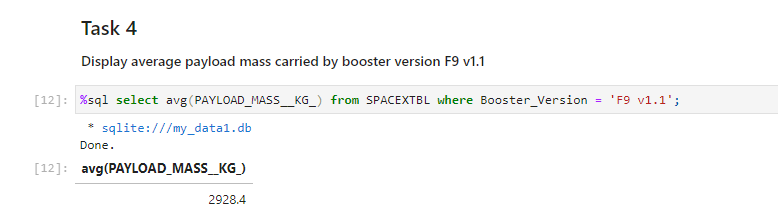 Task 4
Display average payload mass carried by booster version F9 v1.1
[12]: %sql select avg(PAYLOAD_MASS__KG_) from SPACEXTBL where Booster_Version = 'F9 v1.1';
* sqlite:///my_data1.db
Done.
[12]: avg(PAYLOAD_MASS__KG_)
2928.4